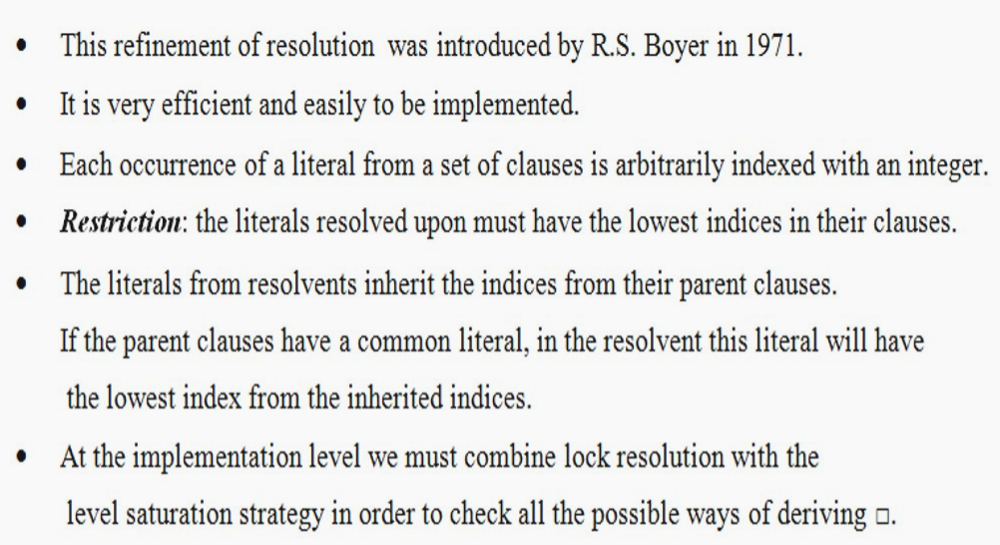 • This refinement of resolution was introduced by R.S. Boyer in 1971.
• It is very efficient and easily to be implemented.
• Each occurrence of a literal from a set of clauses is arbitrarily indexed with an integer.
• Restriction: the literals resolved upon must have the lowest indices in their clauses.
• The literals from resolvents inherit the indices from their parent clauses.
If the parent clauses have a common literal, in the resolvent this literal will have
the lowest index from the inherited indices.
• At the implementation level we must combine lock resolution with the
level saturation strategy in order to check all the possible ways of deriving □.